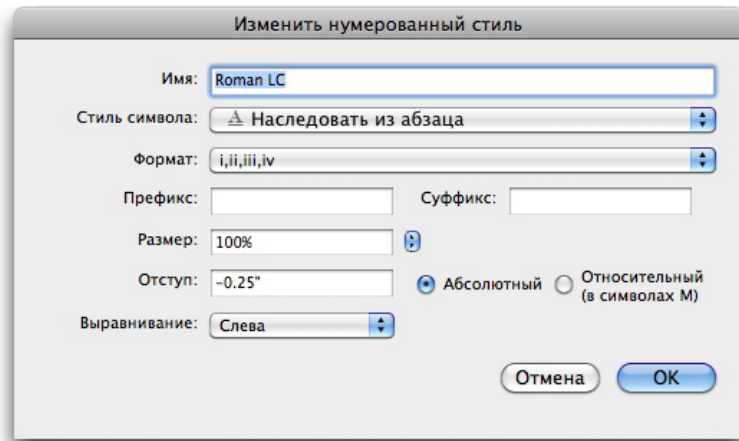 Изменить нумерованный стиль
Имя: Roman LC
Стиль символа: A Наследовать из абзаца
Формат: i,ii,iii,iv
Префикс: Суффикс:
Размер: 100%
Отступ: -0.25" Абсолютный Относительный
(в символах M)
Выравнивание: Слева
Отмена OK